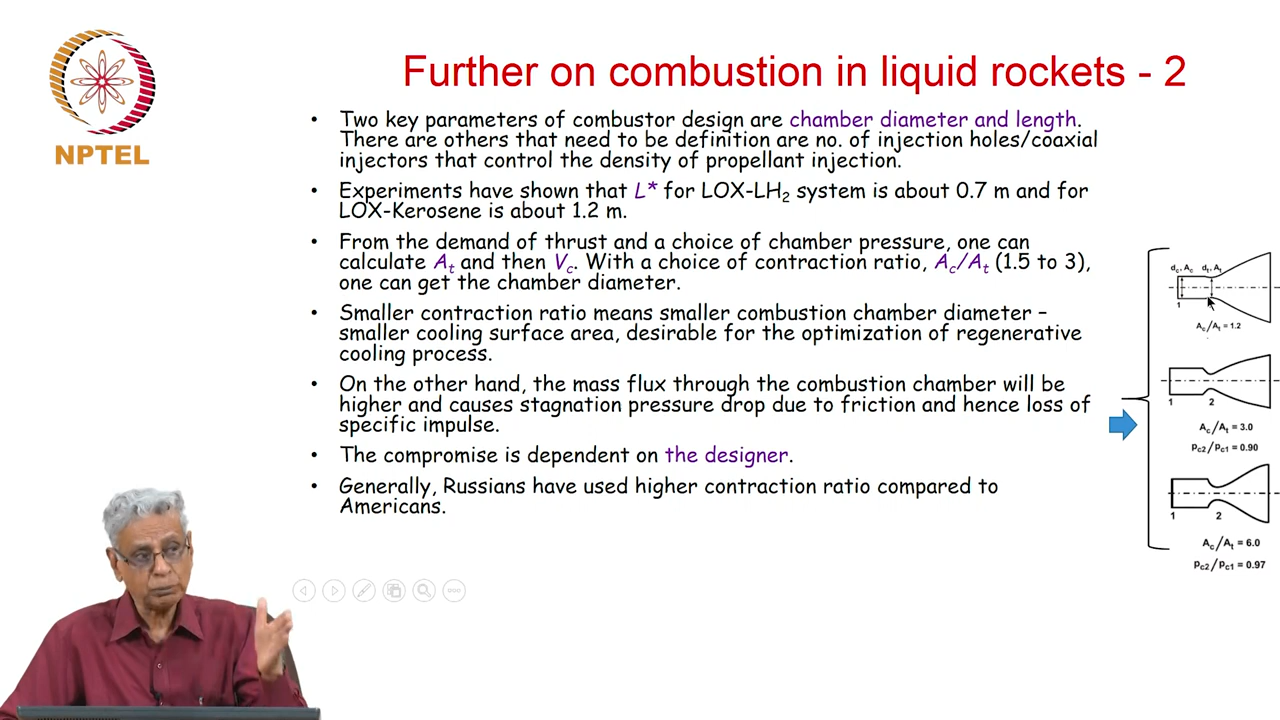 Further on combustion in liquid rockets - 2
NPTEL
• Two key parameters of combustor design are chamber diameter and length.
There are others that need to be definition are no. of injection holes/coaxial
injectors that control the density of propellant injection.
• Experiments have shown that L* for LOX-LH2 system is about 0.7 m and for
LOX-Kerosene is about 1.2 m.
• From the demand of thrust and a choice of chamber pressure, one can
calculate At and then Vc. With a choice of contraction ratio, Ac/At (1.5 to 3),
one can get the chamber diameter.
• Smaller contraction ratio means smaller combustion chamber diameter –
smaller cooling surface area, desirable for the optimization of regenerative
cooling process.
• On the other hand, the mass flux through the combustion chamber will be
higher and causes stagnation pressure drop due to friction and hence loss of
specific impulse.
• The compromise is dependent on the designer.
• Generally, Russians have used higher contraction ratio compared to
Americans.
dc, Ac dt, At
1
Ac/At = 1.2
1 2
Ac/At = 3.0
pc2/pc1 = 0.90
1 2
Ac/At = 6.0
pc2/pc1 = 0.97